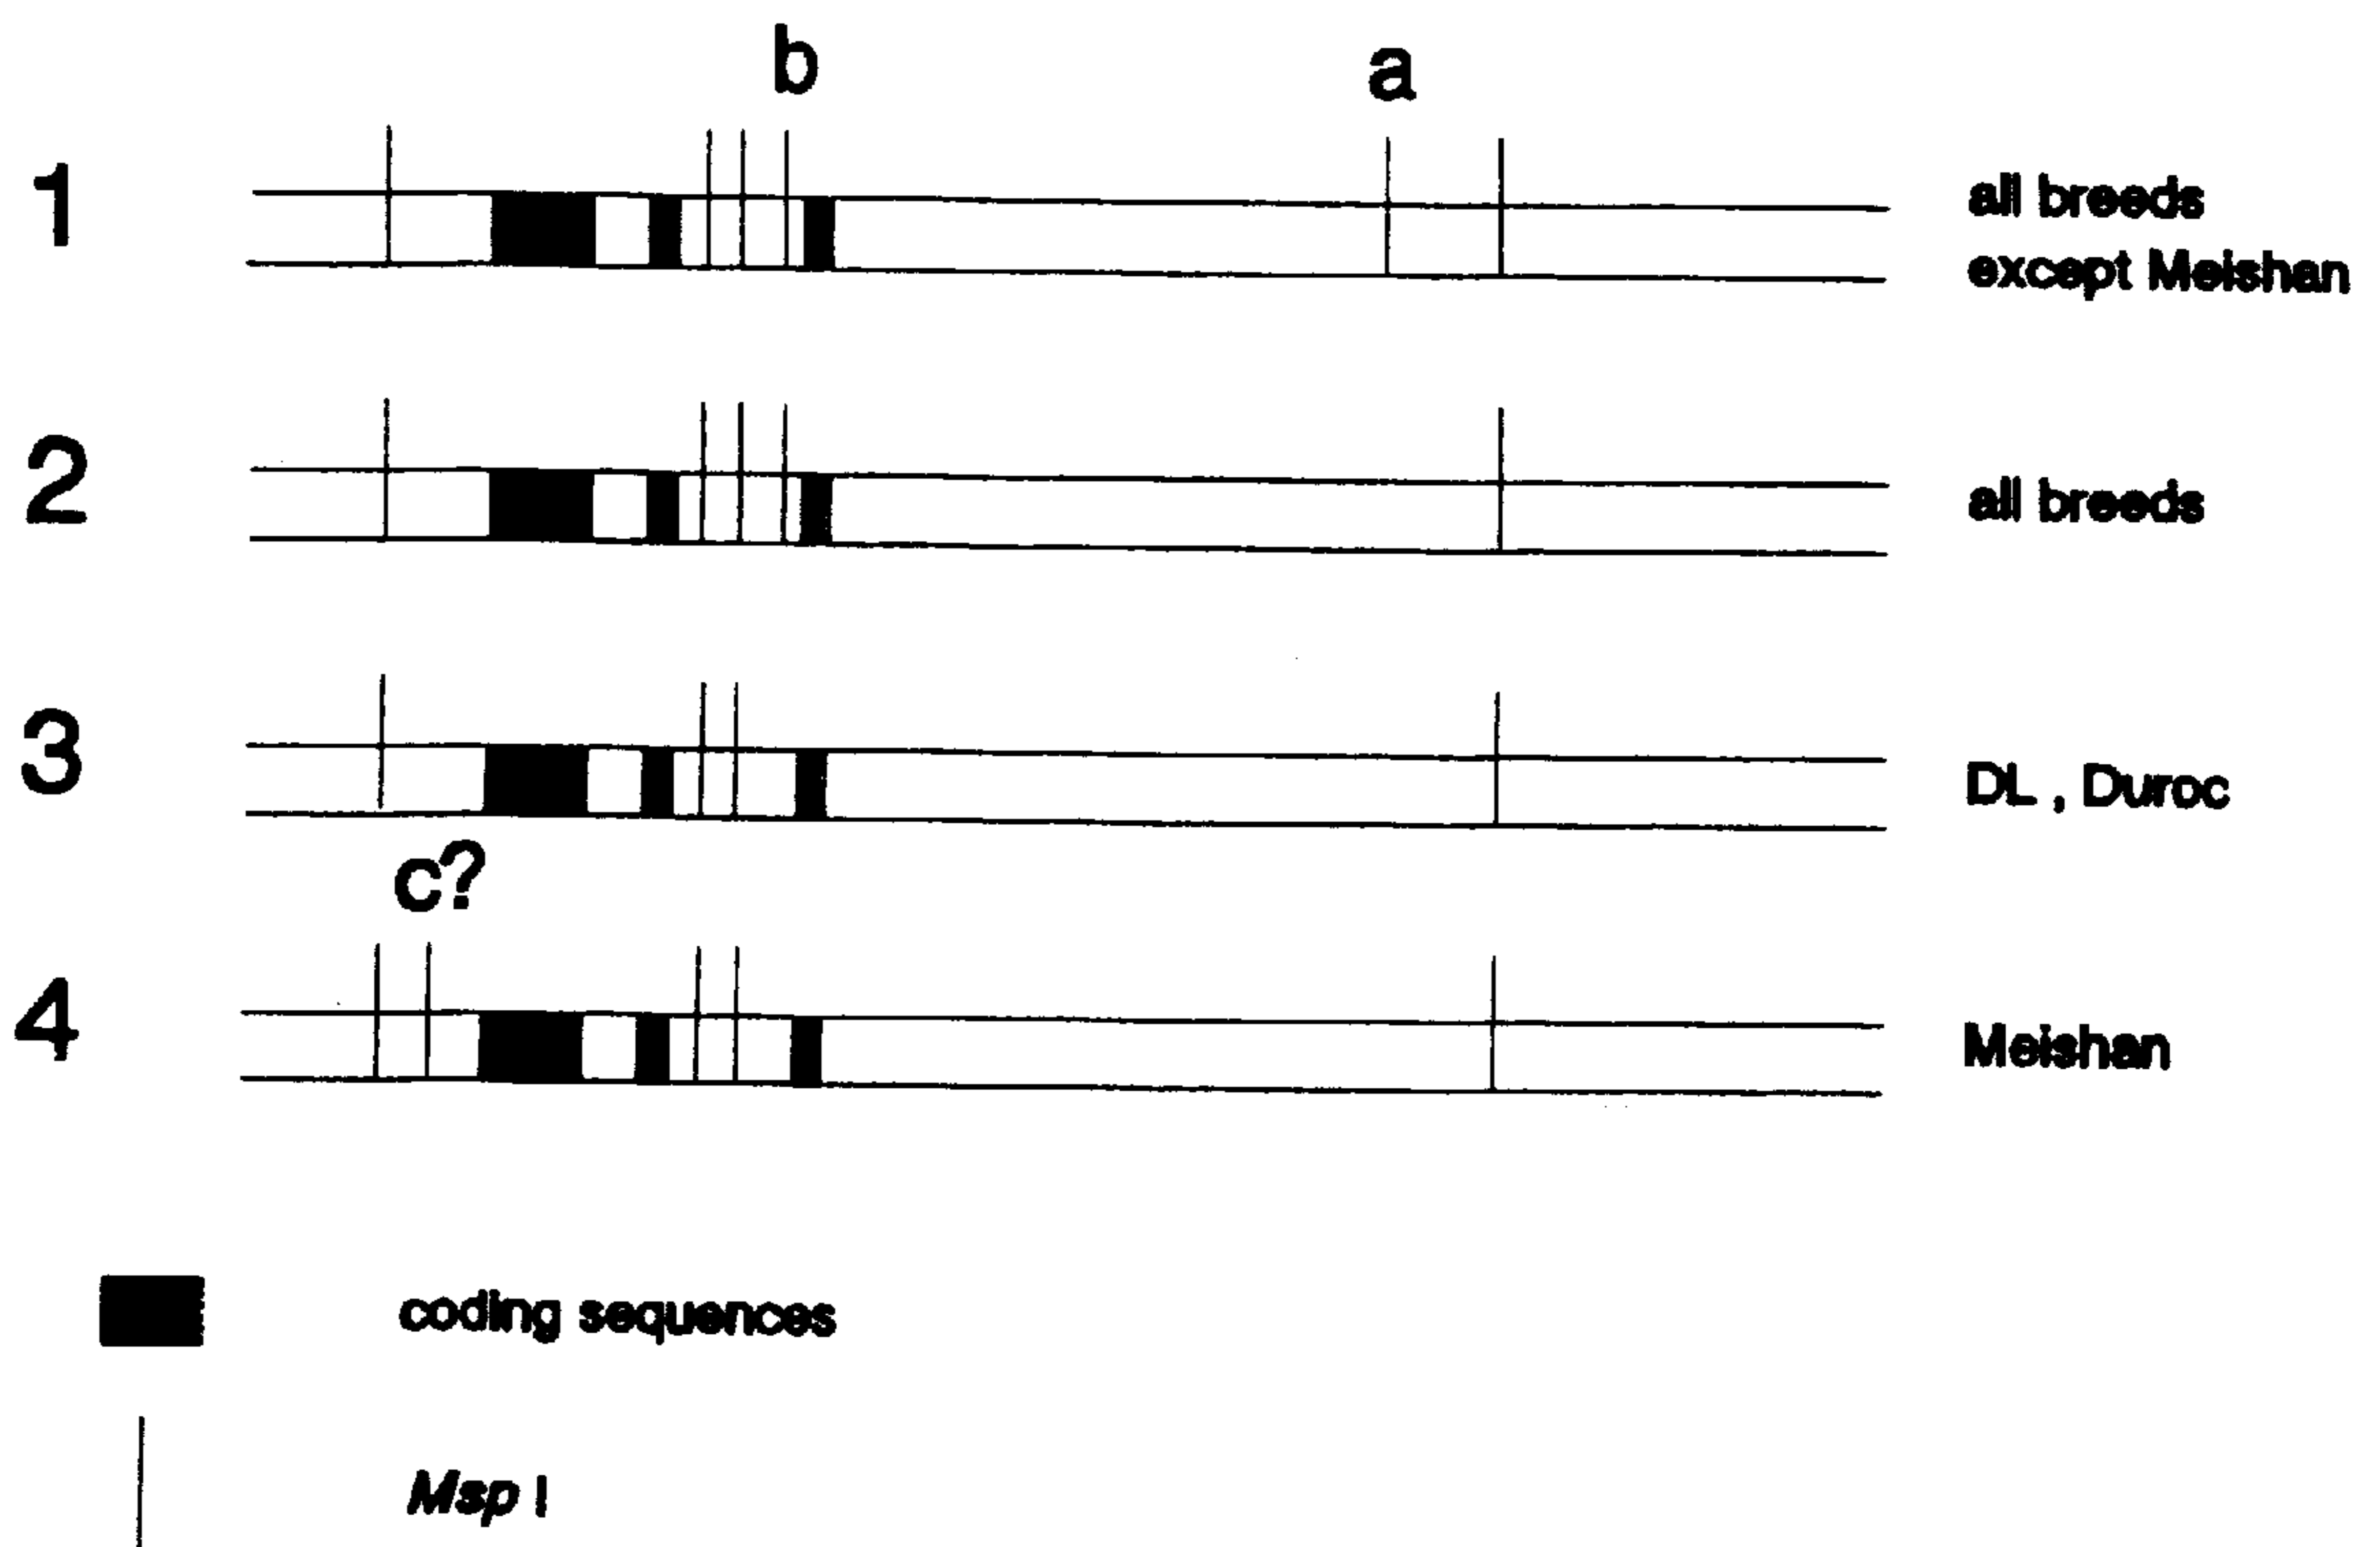 b a
1
all breeds
except Meishan
2
all breeds
3
DL , Duroc
c?
4
Meishan
coding sequences
Msp I